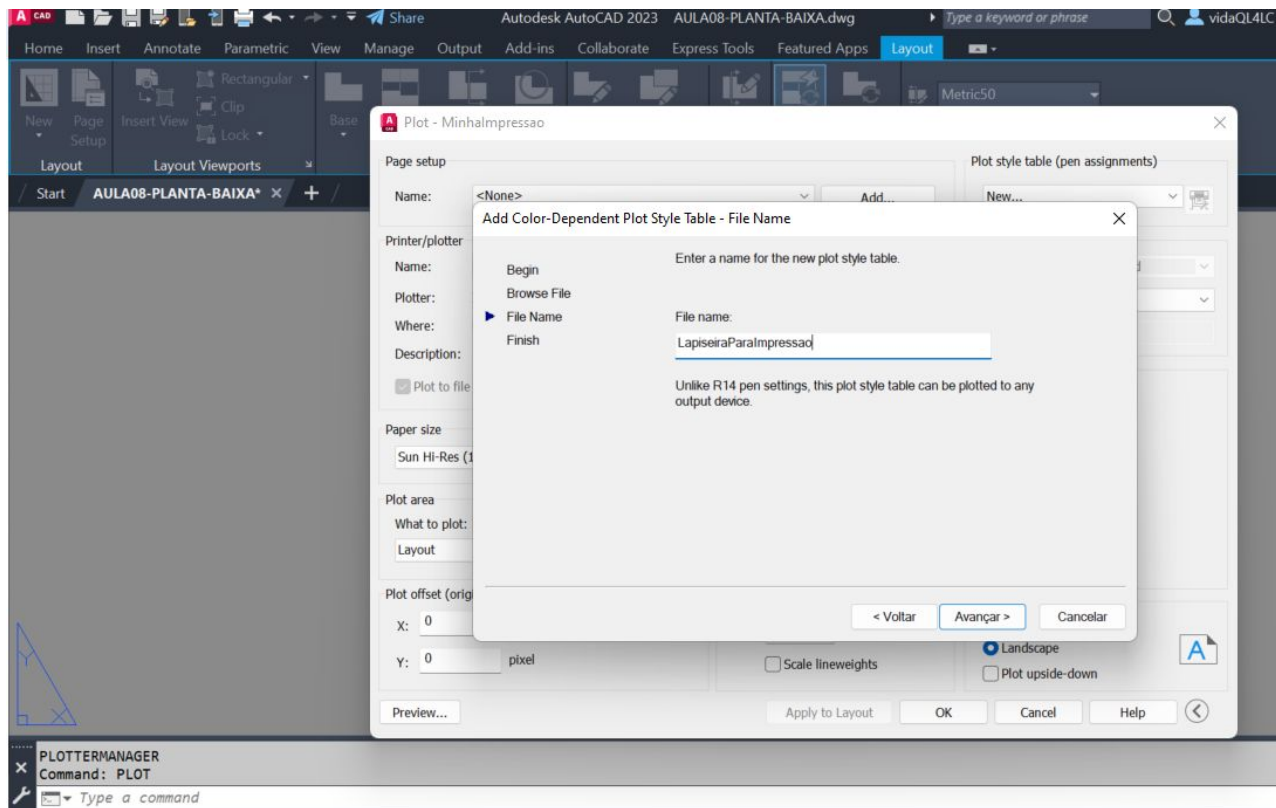 A CAD Share Autodesk AutoCAD 2023 AULA08-PLANTA-BAIXA.dwg Type a keyword or phrase vidaQL4LC
Home Insert Annotate Parametric View Manage Output Add-ins Collaborate Express Tools Featured Apps Layout
New Page Setup Insert View Rectangular Clip Lock Base Metric50
Layout Layout Viewports
Start AULA08-PLANTA-BAIXA*
Plot - MinhaImpressao
Page setup
Name: <None> Add...
Plot style table (pen assignments)
New...
Printer/plotter
Name:
Plotter:
Where:
Description:
Plot to file
Paper size
Sun Hi-Res (1
Plot area
What to plot:
Layout
Plot offset (orig
X: 0
Y: 0 pixel
Add Color-Dependent Plot Style Table - File Name
Begin
Browse File
File Name
Finish
Enter a name for the new plot style table.
File name:
LapiseiraParaImpressao
Unlike R14 pen settings, this plot style table can be plotted to any
output device.
< Voltar Avançar > Cancelar
Scale lineweights
Landscape
Plot upside-down
A
Preview... Apply to Layout OK Cancel Help
Y
X
PLOTTERMANAGER
Command: PLOT
Type a command